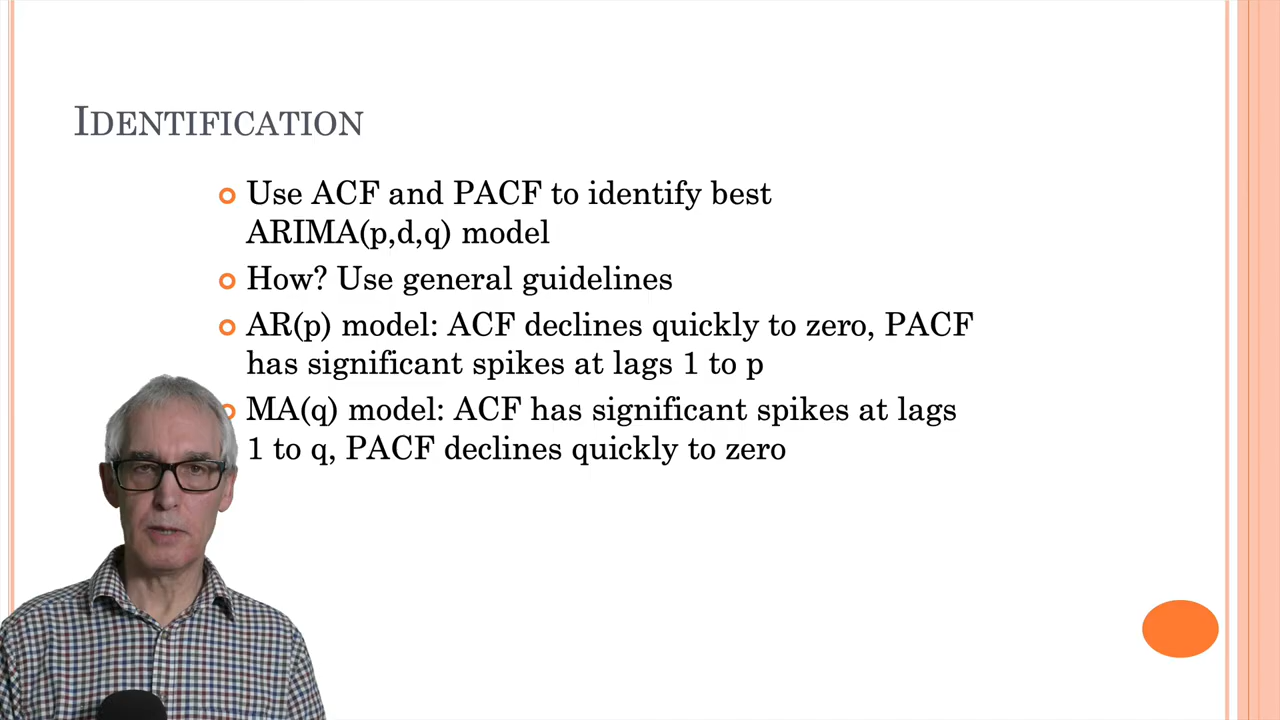 IDENTIFICATION
Use ACF and PACF to identify best
ARIMA(p,d,q) model
How? Use general guidelines
AR(p) model: ACF declines quickly to zero, PACF
has significant spikes at lags 1 to p
MA(q) model: ACF has significant spikes at lags
1 to q, PACF declines quickly to zero